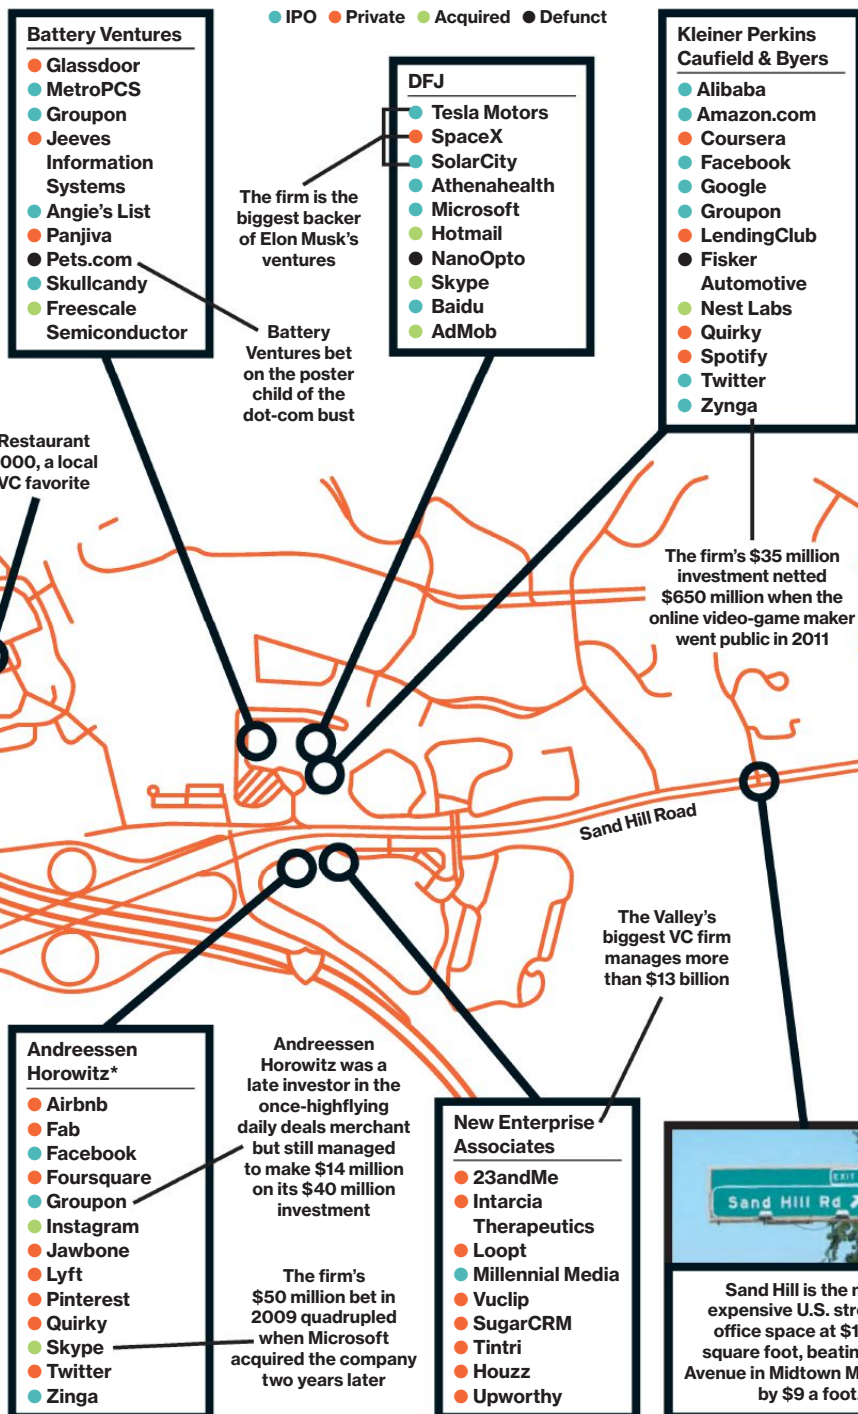 IPO Private Acquired Defunct
Battery Ventures
Glassdoor
MetroPCS
Groupon
Jeeves
Information
Systems
Angie's List
Panjiva
Pets.com
Skullcandy
Freescale
Semiconductor
Battery
Ventures bet
on the poster
child of the
dot-com bust
DFJ
Tesla Motors
SpaceX
SolarCity
Athenahealth
Microsoft
Hotmail
NanoOpto
Skype
Baidu
AdMob
The firm is the
biggest backer
of Elon Musk's
ventures
Kleiner Perkins
Caufield & Byers
Alibaba
Amazon.com
Coursera
Facebook
Google
Groupon
LendingClub
Fisker
Automotive
Nest Labs
Quirky
Spotify
Twitter
Zynga
The firm's $35 million
investment netted
$650 million when the
online video-game maker
went public in 2011
Restaurant
000, a local
VC favorite
Sand Hill Road
Andreessen
Horowitz*
Airbnb
Fab
Facebook
Foursquare
Groupon
Instagram
Jawbone
Lyft
Pinterest
Quirky
Skype
Twitter
Zinga
Andreessen
Horowitz was a
late investor in the
once-highflying
daily deals merchant
but still managed
to make $14 million
on its $40 million
investment
The firm's
$50 million bet in
2009 quadrupled
when Microsoft
acquired the company
two years later
The Valley's
biggest VC firm
manages more
than $13 billion
New Enterprise
Associates
23andMe
Intarcia
Therapeutics
Loopt
Millennial Media
Vuclip
SugarCRM
Tintri
Houzz
Upworthy
EXIT
Sand Hill Rd
Sand Hill is the
expensive U.S.
office space at
square foot, beating
Avenue in Midtown
by $9 a foot.